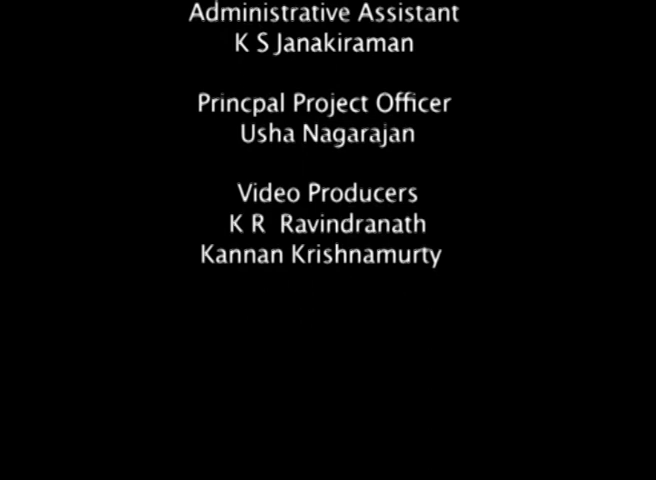 Administrative Assistant
K S Janakiraman
Princpal Project Officer
Usha Nagarajan
Video Producers
K R Ravindranath
Kannan Krishnamurty